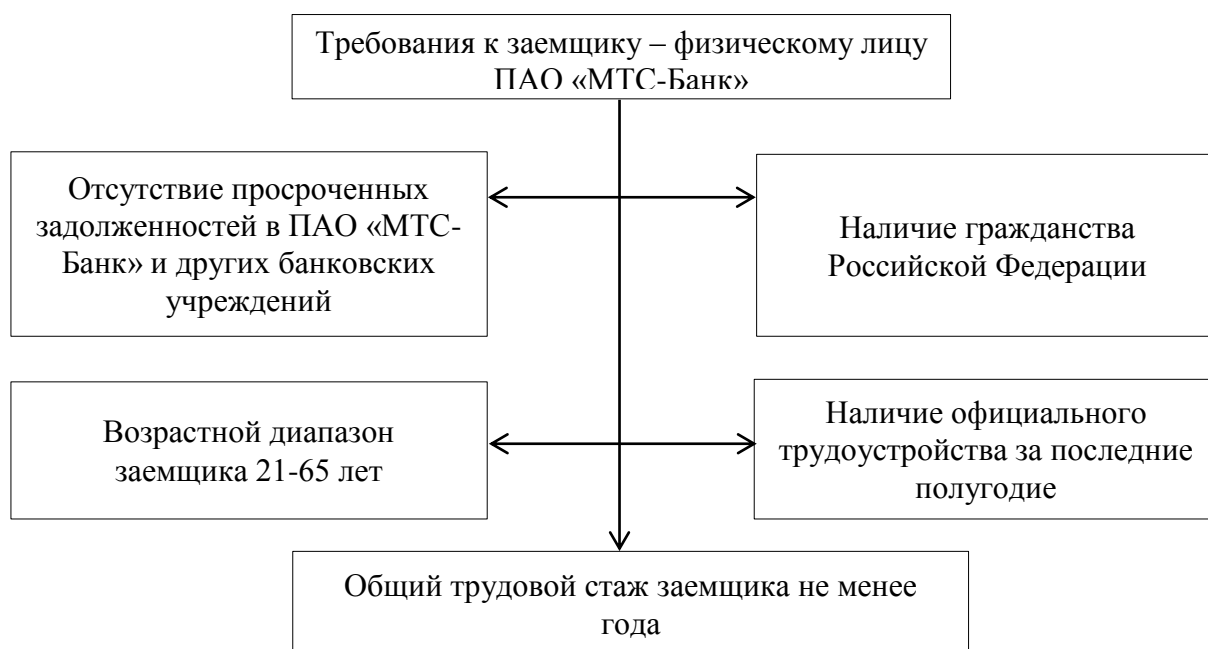 Требования к заемщику – физическому лицу
ПАО «МТС-Банк»
Отсутствие просроченных
задолженностей в ПАО «МТС-
Банк» и других банковских
учреждений
Наличие гражданства
Российской Федерации
Возрастной диапазон
заемщика 21-65 лет
Наличие официального
трудоустройства за последние
полугодие
Общий трудовой стаж заемщика не менее
года